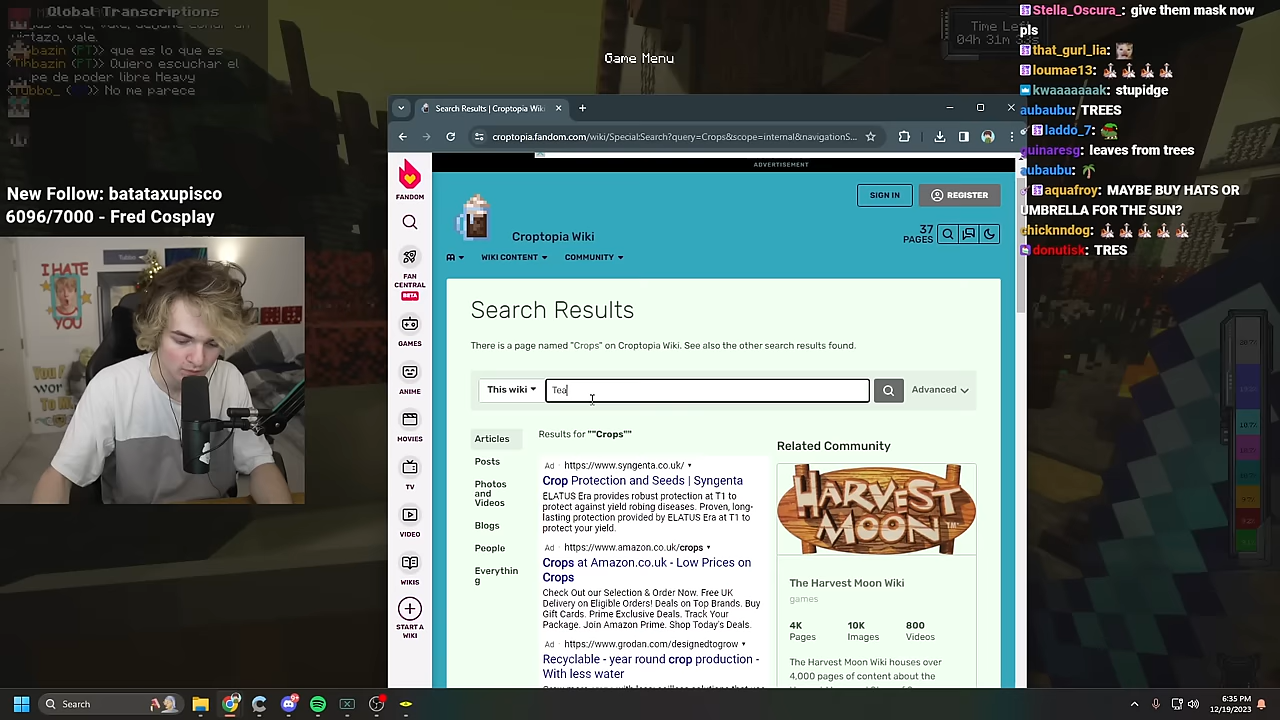 Global Transcriptions
vistazo, vale.
Tibbazin (PT)> que es lo que es
Tibbazin (PT)> Quiero escuchar el
p de poder libre Heavy
Tubbo_ ( )> No me parece
New Follow: batataxupisco
6096/7000 - Fred Cosplay
I HATE
YOU
Game Menu
Time Le
04h 31m 33s
Search Results | Croptopia Wiki
croptopia.fandom.com/wiki/Special:Search?query=Crops&scope=internal&navigationS...
ADVERTISEMENT
FANDOM
FAN
CENTRAL
BETA
GAMES
ANIME
MOVIES
TV
VIDEO
WIKIS
START A
WIKI
SIGN IN
REGISTER
Croptopia Wiki
37
PAGES
WIKI CONTENT
COMMUNITY
Search Results
There is a page named "Crops" on Croptopia Wiki. See also the other search results found.
This wiki
Tea
Advanced
Articles
Posts
Photos
and
Videos
Blogs
People
Everythin
g
Results for ""Crops""
Ad · https://www.syngenta.co.uk/
Crop Protection and Seeds | Syngenta
ELATUS Era provides robust protection at T1 to
protect against yield robing diseases. Proven, long-
lasting protection provided by ELATUS Era at T1 to
protect your yield.
Ad · https://www.amazon.co.uk/crops
Crops at Amazon.co.uk - Low Prices on
Crops
Check Out our Selection & Order Now. Free UK
Delivery on Eligible Orders! Deals on Top Brands. Buy
Gift Cards. Prime Exclusive Deals. Track Your
Package. Join Amazon Prime. Shop Today's Deals.
Ad · https://www.grodan.com/designedtogrow
Recyclable - year round crop production -
With less water
Related Community
HARVEST
MOON
The Harvest Moon Wiki
games
4K
Pages
10K
Images
800
Videos
The Harvest Moon Wiki houses over
4,000 pages of content about the
Stella_Oscura_: give them mask now
pls
that_gurl_lia:
loumae13:
kwaaaaaaak: stupidge
aubaubu: TREES
laddo_7:
guinaresg: leaves from trees
aubaubu:
aquafroy: MAYBE BUY HATS OR
UMBRELLA FOR THE SUN?
chicknndog:
donutisk: TRES
Search
6:35 PM
12/19/2023